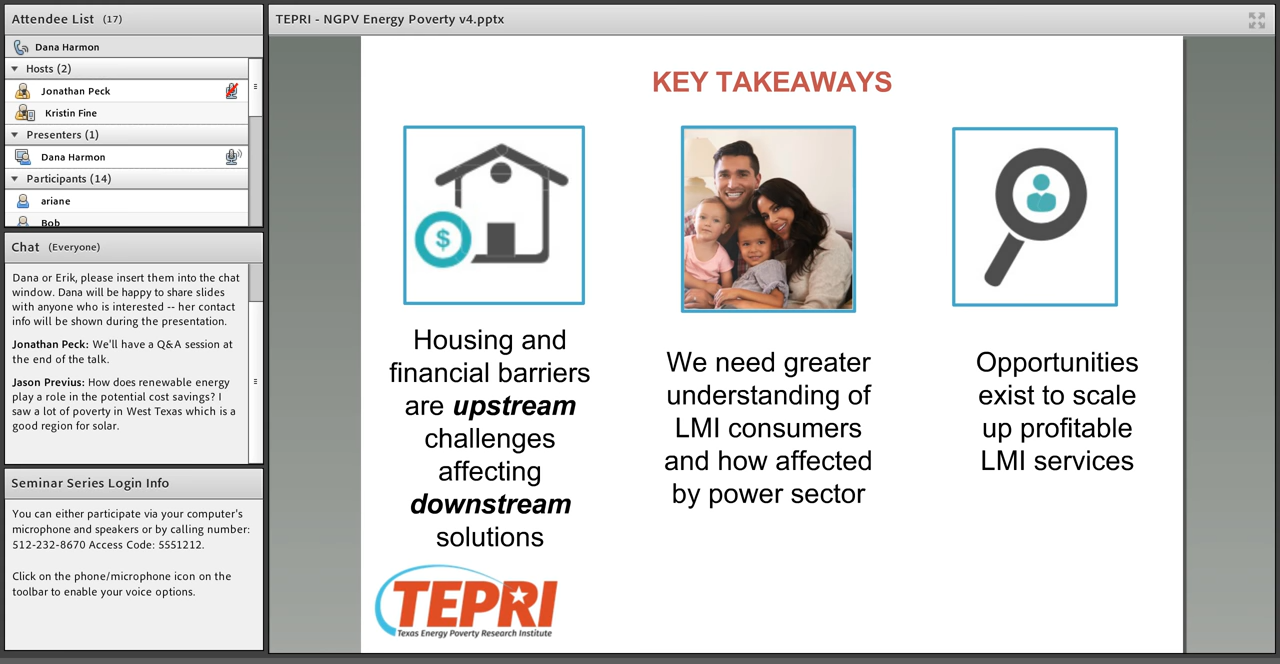 Attendee List (17)
Dana Harmon
Hosts (2)
Jonathan Peck
Kristin Fine
Presenters (1)
Dana Harmon
Participants (14)
ariane
Bob
Chat (Everyone)
Dana or Erik, please insert them into the chat
window. Dana will be happy to share slides
with anyone who is interested -- her contact
info will be shown during the presentation.
Jonathan Peck: We'll have a Q&A session at
the end of the talk.
Jason Previus: How does renewable energy
play a role in the potential cost savings? I
saw a lot of poverty in West Texas which is a
good region for solar.
Seminar Series Login Info
You can either participate via your computer's
microphone and speakers or by calling number:
512-232-8670 Access Code: 5551212.
Click on the phone/microphone icon on the
toolbar to enable your voice options.
TEPRI - NGPV Energy Poverty v4.pptx
KEY TAKEAWAYS
$
Housing and
financial barriers
are upstream
challenges
affecting
downstream
solutions
We need greater
understanding of
LMI consumers
and how affected
by power sector
Opportunities
exist to scale
up profitable
LMI services
TEPRI
Texas Energy Poverty Research Institute